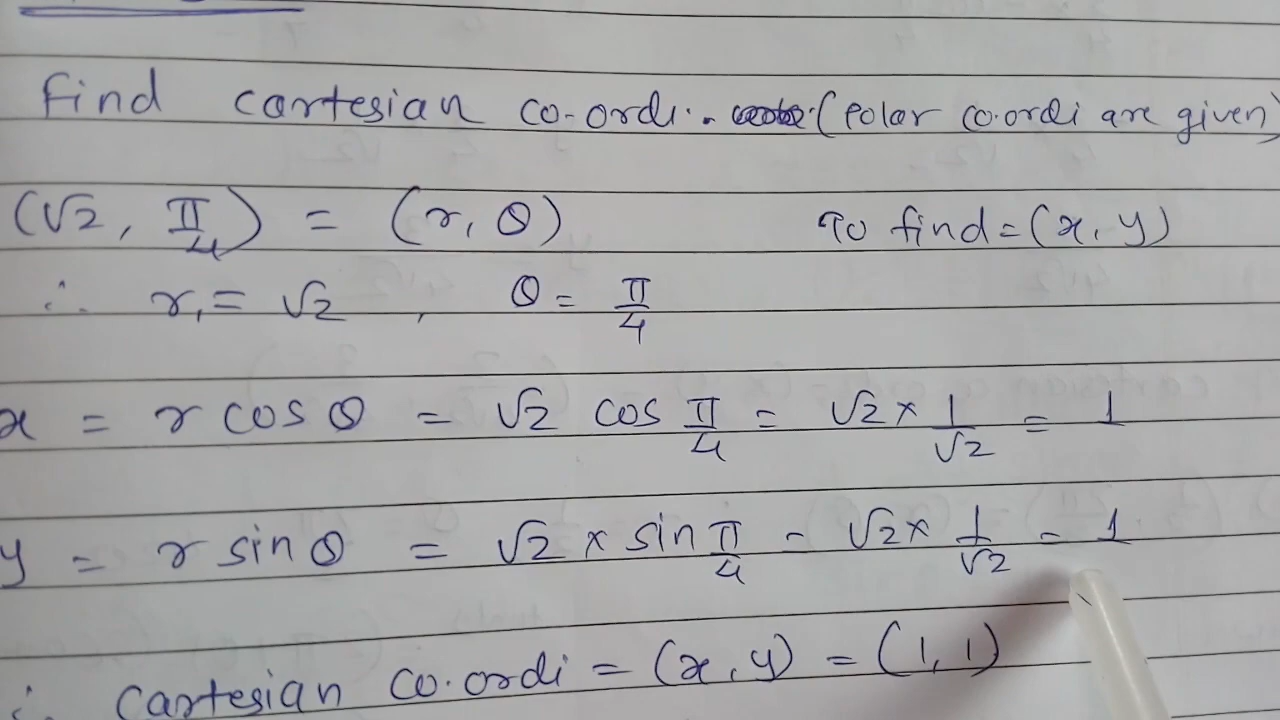 Find cartesian co-ordi. (Polar co.ordi are given)
(√2, π/4) = (r, θ) To find = (x, y)
∴ r, = √2 , θ = π/4
x = r cos θ = √2 cos π/4 = √2 × 1/√2 = 1
y = r sin θ = √2 × sin π/4 = √2 × 1/√2 = 1
∴ Cartesian co.ordi = (x, y) = (1, 1)